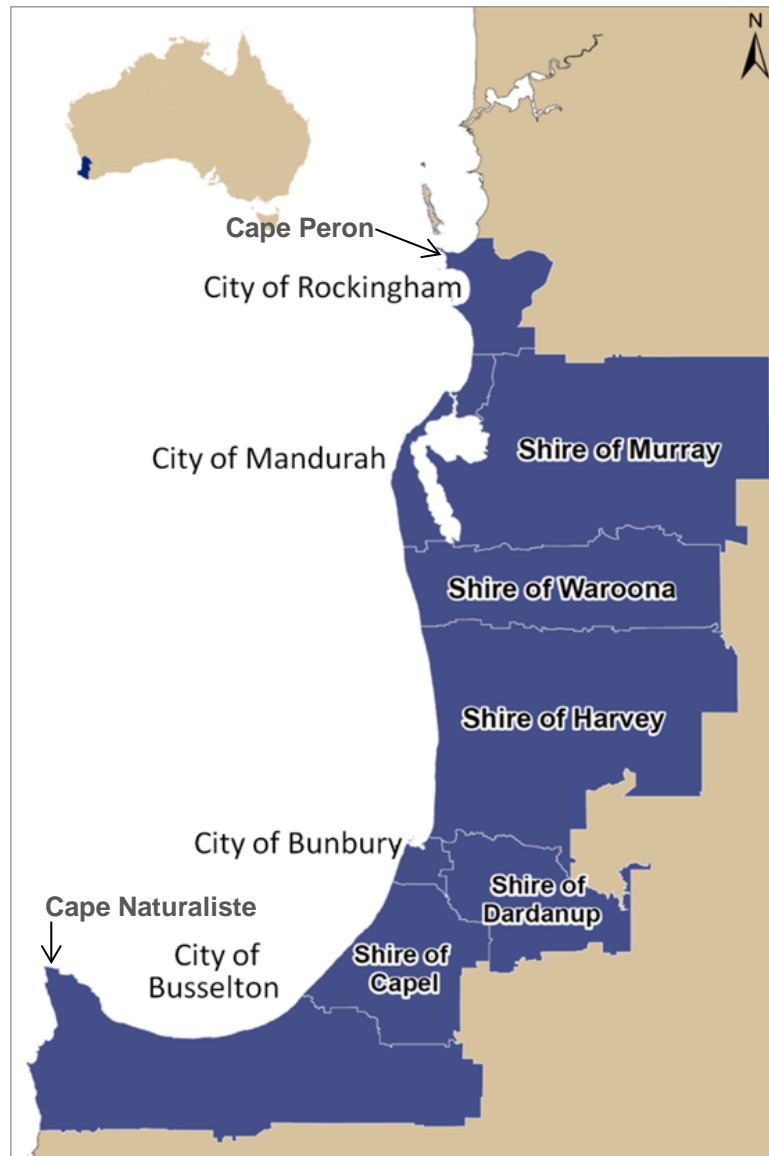 N
Cape Peron
City of Rockingham
Shire of Murray
City of Mandurah
Shire of Waroona
Shire of Harvey
City of Bunbury
Shire of
Dardanup
Cape Naturaliste
City of
Busselton
Shire of
Capel